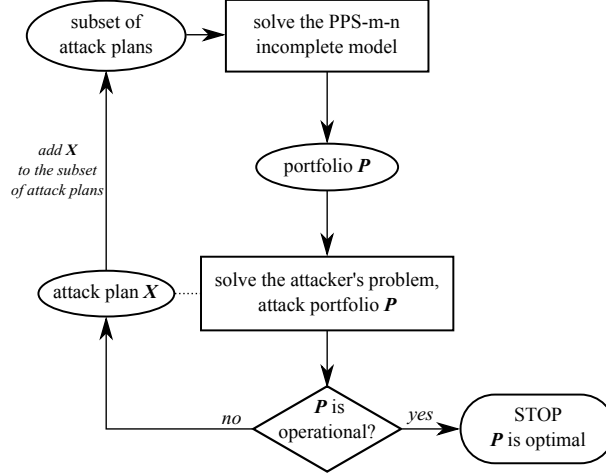 subset of
attack plans
solve the PPS-m-n
incomplete model
portfolio P
add X
to the subset
of attack plans
attack plan X
solve the attacker's problem,
attack portfolio P
P is
operational?
no
yes
STOP
P is optimal